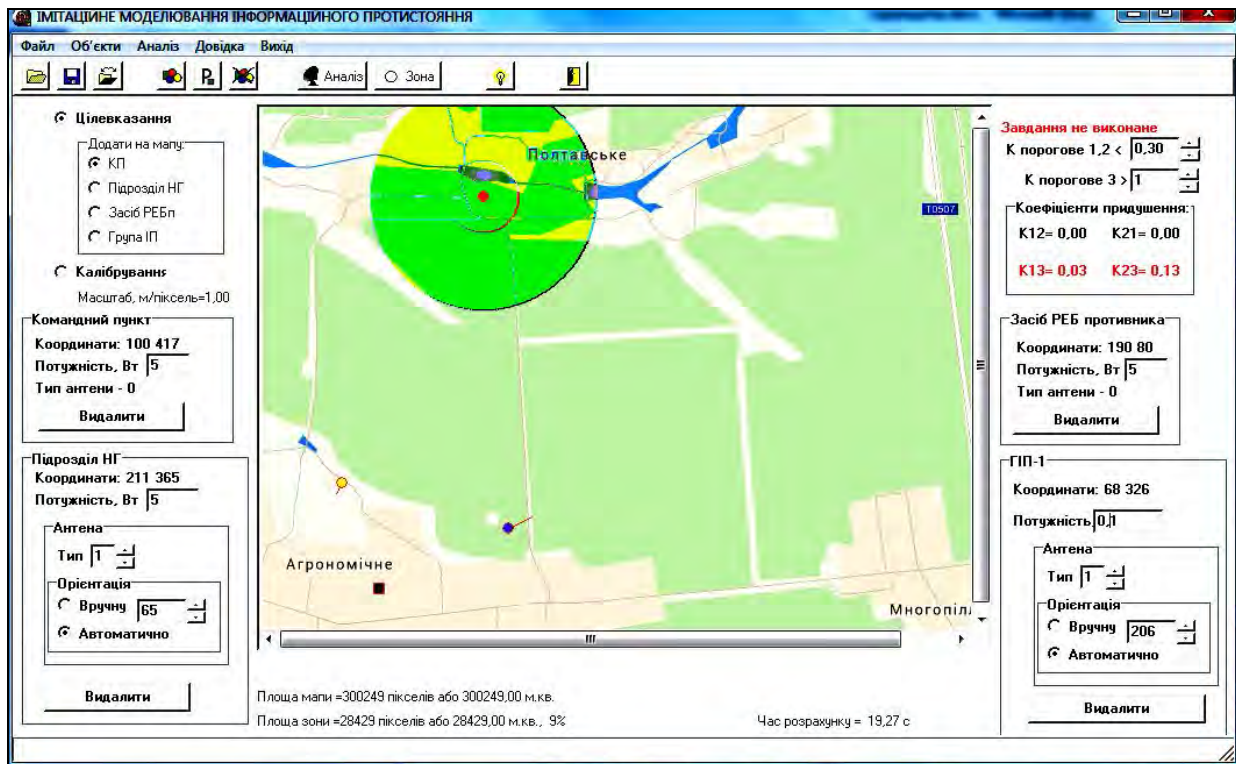 ІМІТАЦІЙНЕ МОДЕЛЮВАННЯ ІНФОРМАЦІЙНОГО ПРОТИСТОЯННЯ
Файл Об'єкти Аналіз Довідка Вихід
Аналіз Зона
Цілевказання
Додати на мапу:
КП
Підрозділ НГ
Засіб РЕБп
Група ІП
Калібрування
Масштаб, м/піксель=1,00
Командний пункт
Координати: 100 417
Потужність, Вт 5
Тип антени - 0
Видалити
Підрозділ НГ
Координати: 211 365
Потужність, Вт 5
Антена
Тип 1
Орієнтація
Вручну 65
Автоматично
Видалити
Полтавське
Т0507
Агрономічне
Многопіл
Площа мапи =300249 пікселів або 300249,00 м.кв.
Площа зони =28429 пікселів або 28429,00 м.кв., 9%
Час розрахунку = 19,27 с
Завдання не виконане
К порогове 1,2 < 0,30
К порогове 3 > 1
Коефіцієнти придушення:
К12= 0,00 К21= 0,00
К13= 0,03 К23= 0,13
Засіб РЕБ противника
Координати: 190 80
Потужність, Вт 5
Тип антени - 0
Видалити
ГІП-1
Координати: 68 326
Потужність 0,1
Антена
Тип 1
Орієнтація
Вручну 206
Автоматично
Видалити